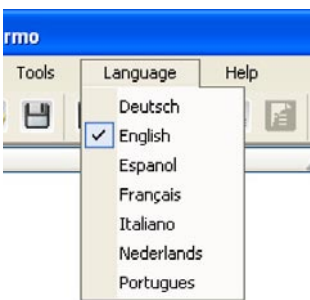 rmo
Tools Language Help
Deutsch
English
Espanol
Français
Italiano
Nederlands
Portugues